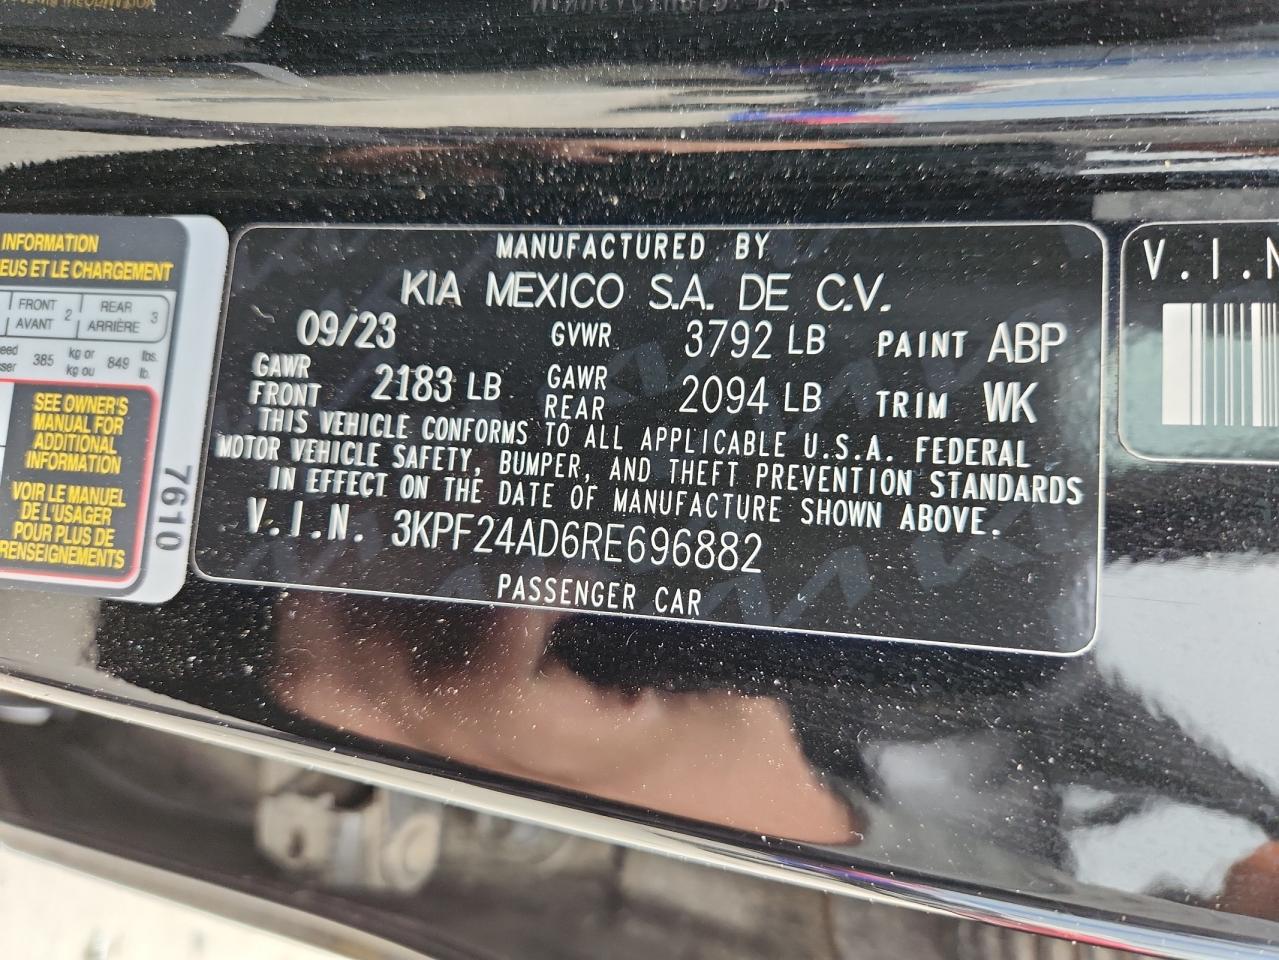 INFORMATION
EUS ET LE CHARGEMENT
FRONT AVANT 2 REAR ARRIÈRE 3
385 kg or kg ou 849 lbs. lb.
SEE OWNER'S
MANUAL FOR
ADDITIONAL
INFORMATION
VOIR LE MANUEL
DE L'USAGER
POUR PLUS DE
RENSEIGNEMENTS
7610
MANUFACTURED BY
KIA MEXICO S.A. DE C.V.
09/23 GVWR 3792 LB PAINT ABP
GAWR FRONT 2183 LB GAWR REAR 2094 LB TRIM WK
THIS VEHICLE CONFORMS TO ALL APPLICABLE U.S.A. FEDERAL
MOTOR VEHICLE SAFETY, BUMPER, AND THEFT PREVENTION STANDARDS
IN EFFECT ON THE DATE OF MANUFACTURE SHOWN ABOVE.
V.I.N. 3KPF24AD6RE696882
PASSENGER CAR
V.I.N